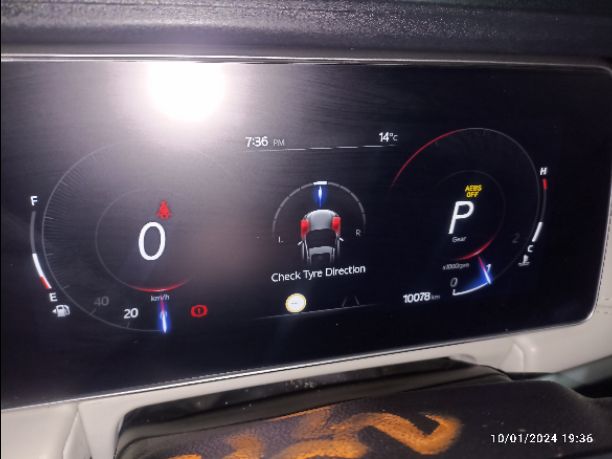 7:36 PM
14°C
F
H
AEBS
OFF
0
P
L
R
Gear
2
C
Check Tyre Direction
x1000rpm
E
km/h
1
40
20
0
10078 km
10/01/2024 19:36